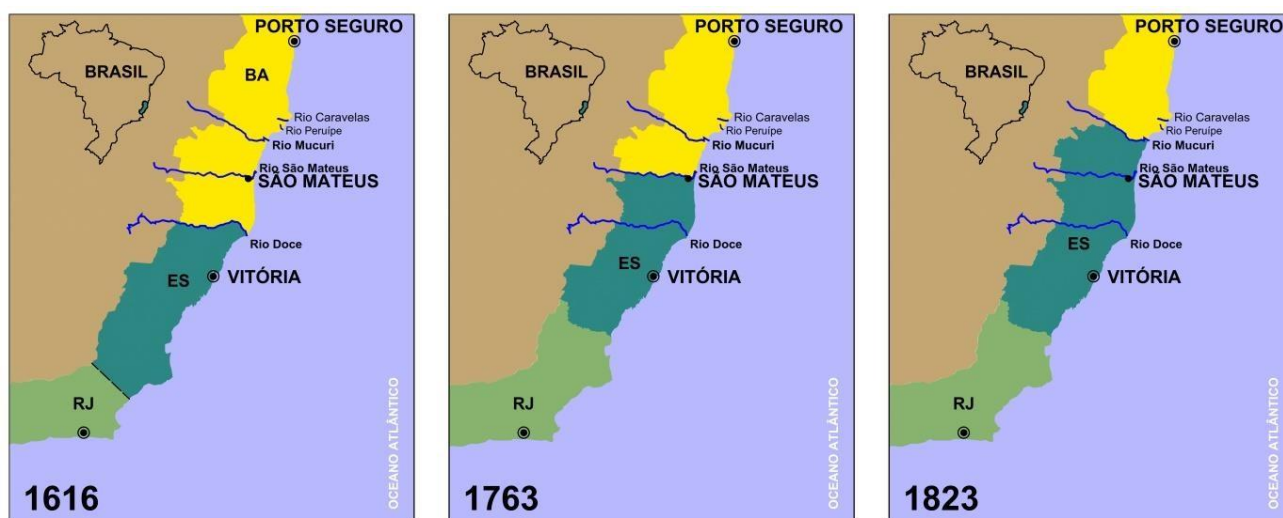 PORTO SEGURO
BA
BRASIL
Rio Caravelas
Rio Peruípe
Rio Mucuri
Rio São Mateus
SÃO MATEUS
Rio Doce
ES
VITÓRIA
RJ
OCEANO ATLÂNTICO
1616
PORTO SEGURO
BRASIL
Rio Caravelas
Rio Peruípe
Rio Mucuri
Rio São Mateus
SÃO MATEUS
Rio Doce
ES
VITÓRIA
RJ
OCEANO ATLÂNTICO
1763
PORTO SEGURO
BRASIL
Rio Caravelas
Rio Peruípe
Rio Mucuri
Rio São Mateus
SÃO MATEUS
Rio Doce
ES
VITÓRIA
RJ
OCEANO ATLÂNTICO
1823